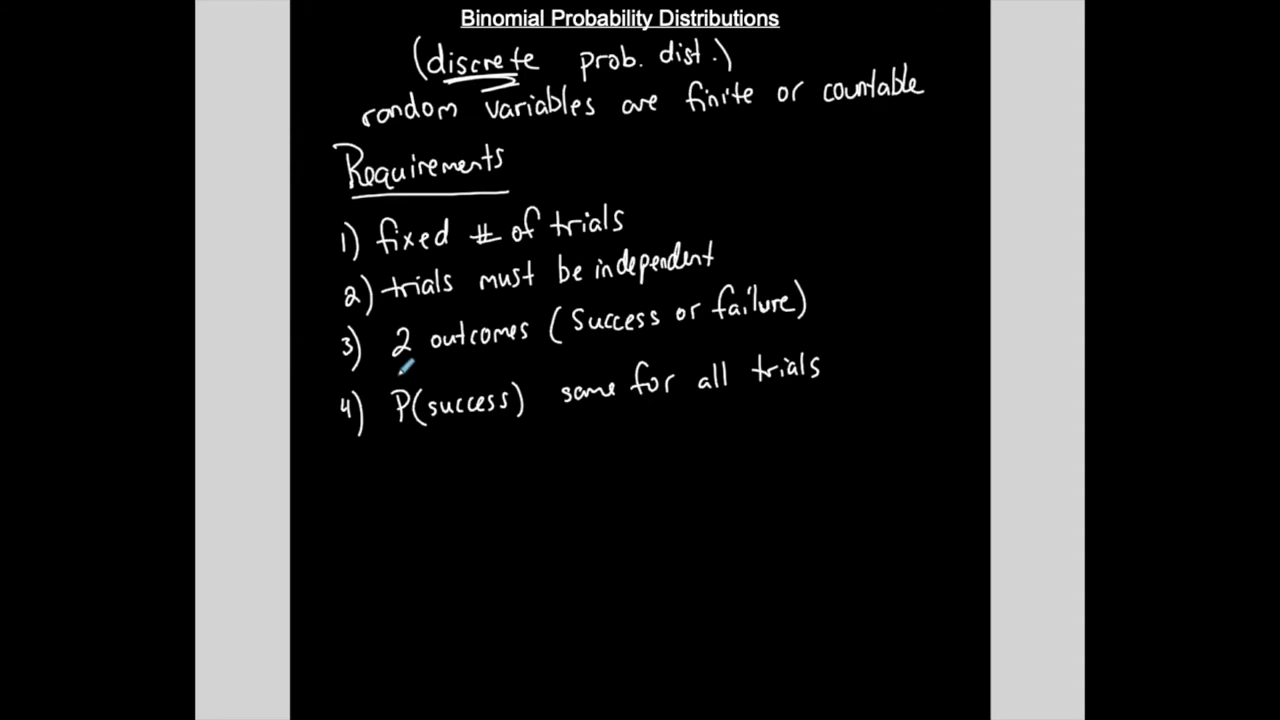 Binomial Probability Distributions
(discrete prob. dist.)
random variables are finite or countable
Requirements
1) fixed # of trials
2) trials must be independent
3) 2 outcomes (Success or failure)
4) P(success) same for all trials